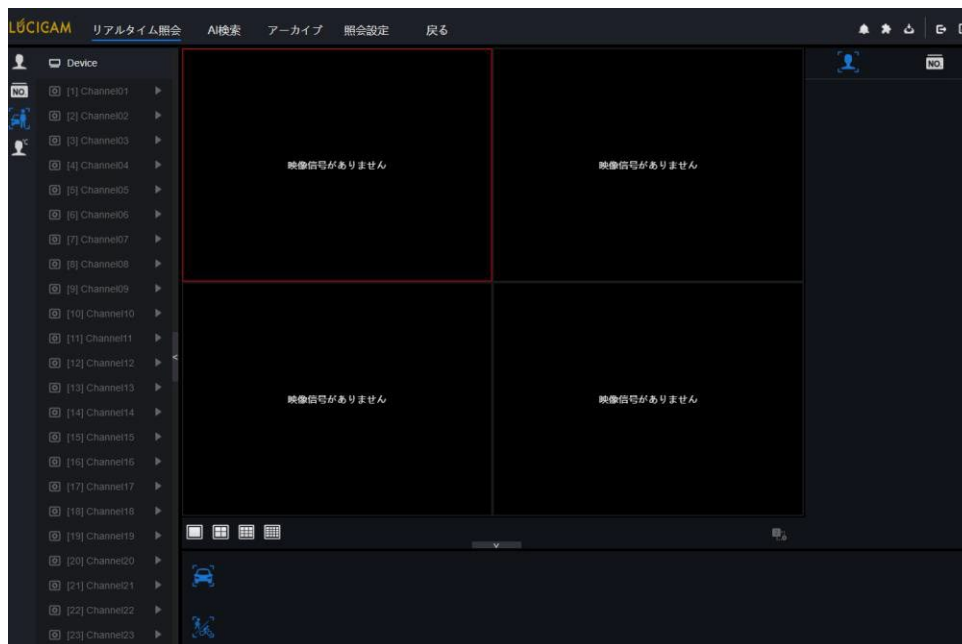 LÚCIGAM
リアルタイム照会
AI検索
アーカイブ
照会設定
戻る
Device
NO.
NO.
℃
[1] Channel01
[2] Channel02
[3] Channel03
[4] Channel04
[5] Channel05
[6] Channel06
[7] Channel07
[8] Channel08
[9] Channel09
[10] Channel10
[11] Channel11
[12] Channel12
[13] Channel13
[14] Channel14
[15] Channel15
[16] Channel16
[17] Channel17
[18] Channel18
[19] Channel19
[20] Channel20
[21] Channel21
[22] Channel22
[23] Channel23
映像信号がありません
映像信号がありません
映像信号がありません
映像信号がありません